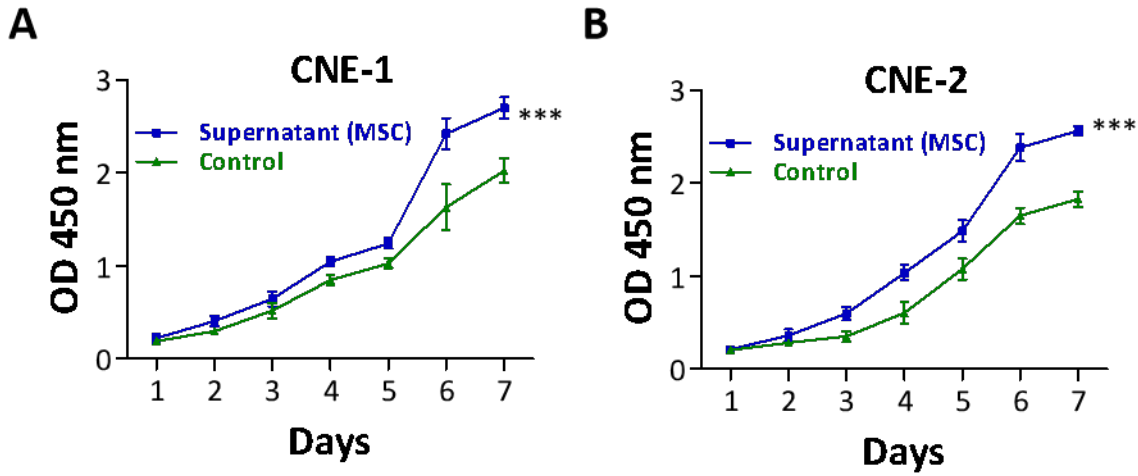 A
CNE-1
OD 450 nm
3
2
1
0
Supernatant (MSC)
Control
***
1 2 3 4 5 6 7
Days
B
CNE-2
OD 450 nm
3
2
1
0
Supernatant (MSC)
Control
***
1 2 3 4 5 6 7
Days